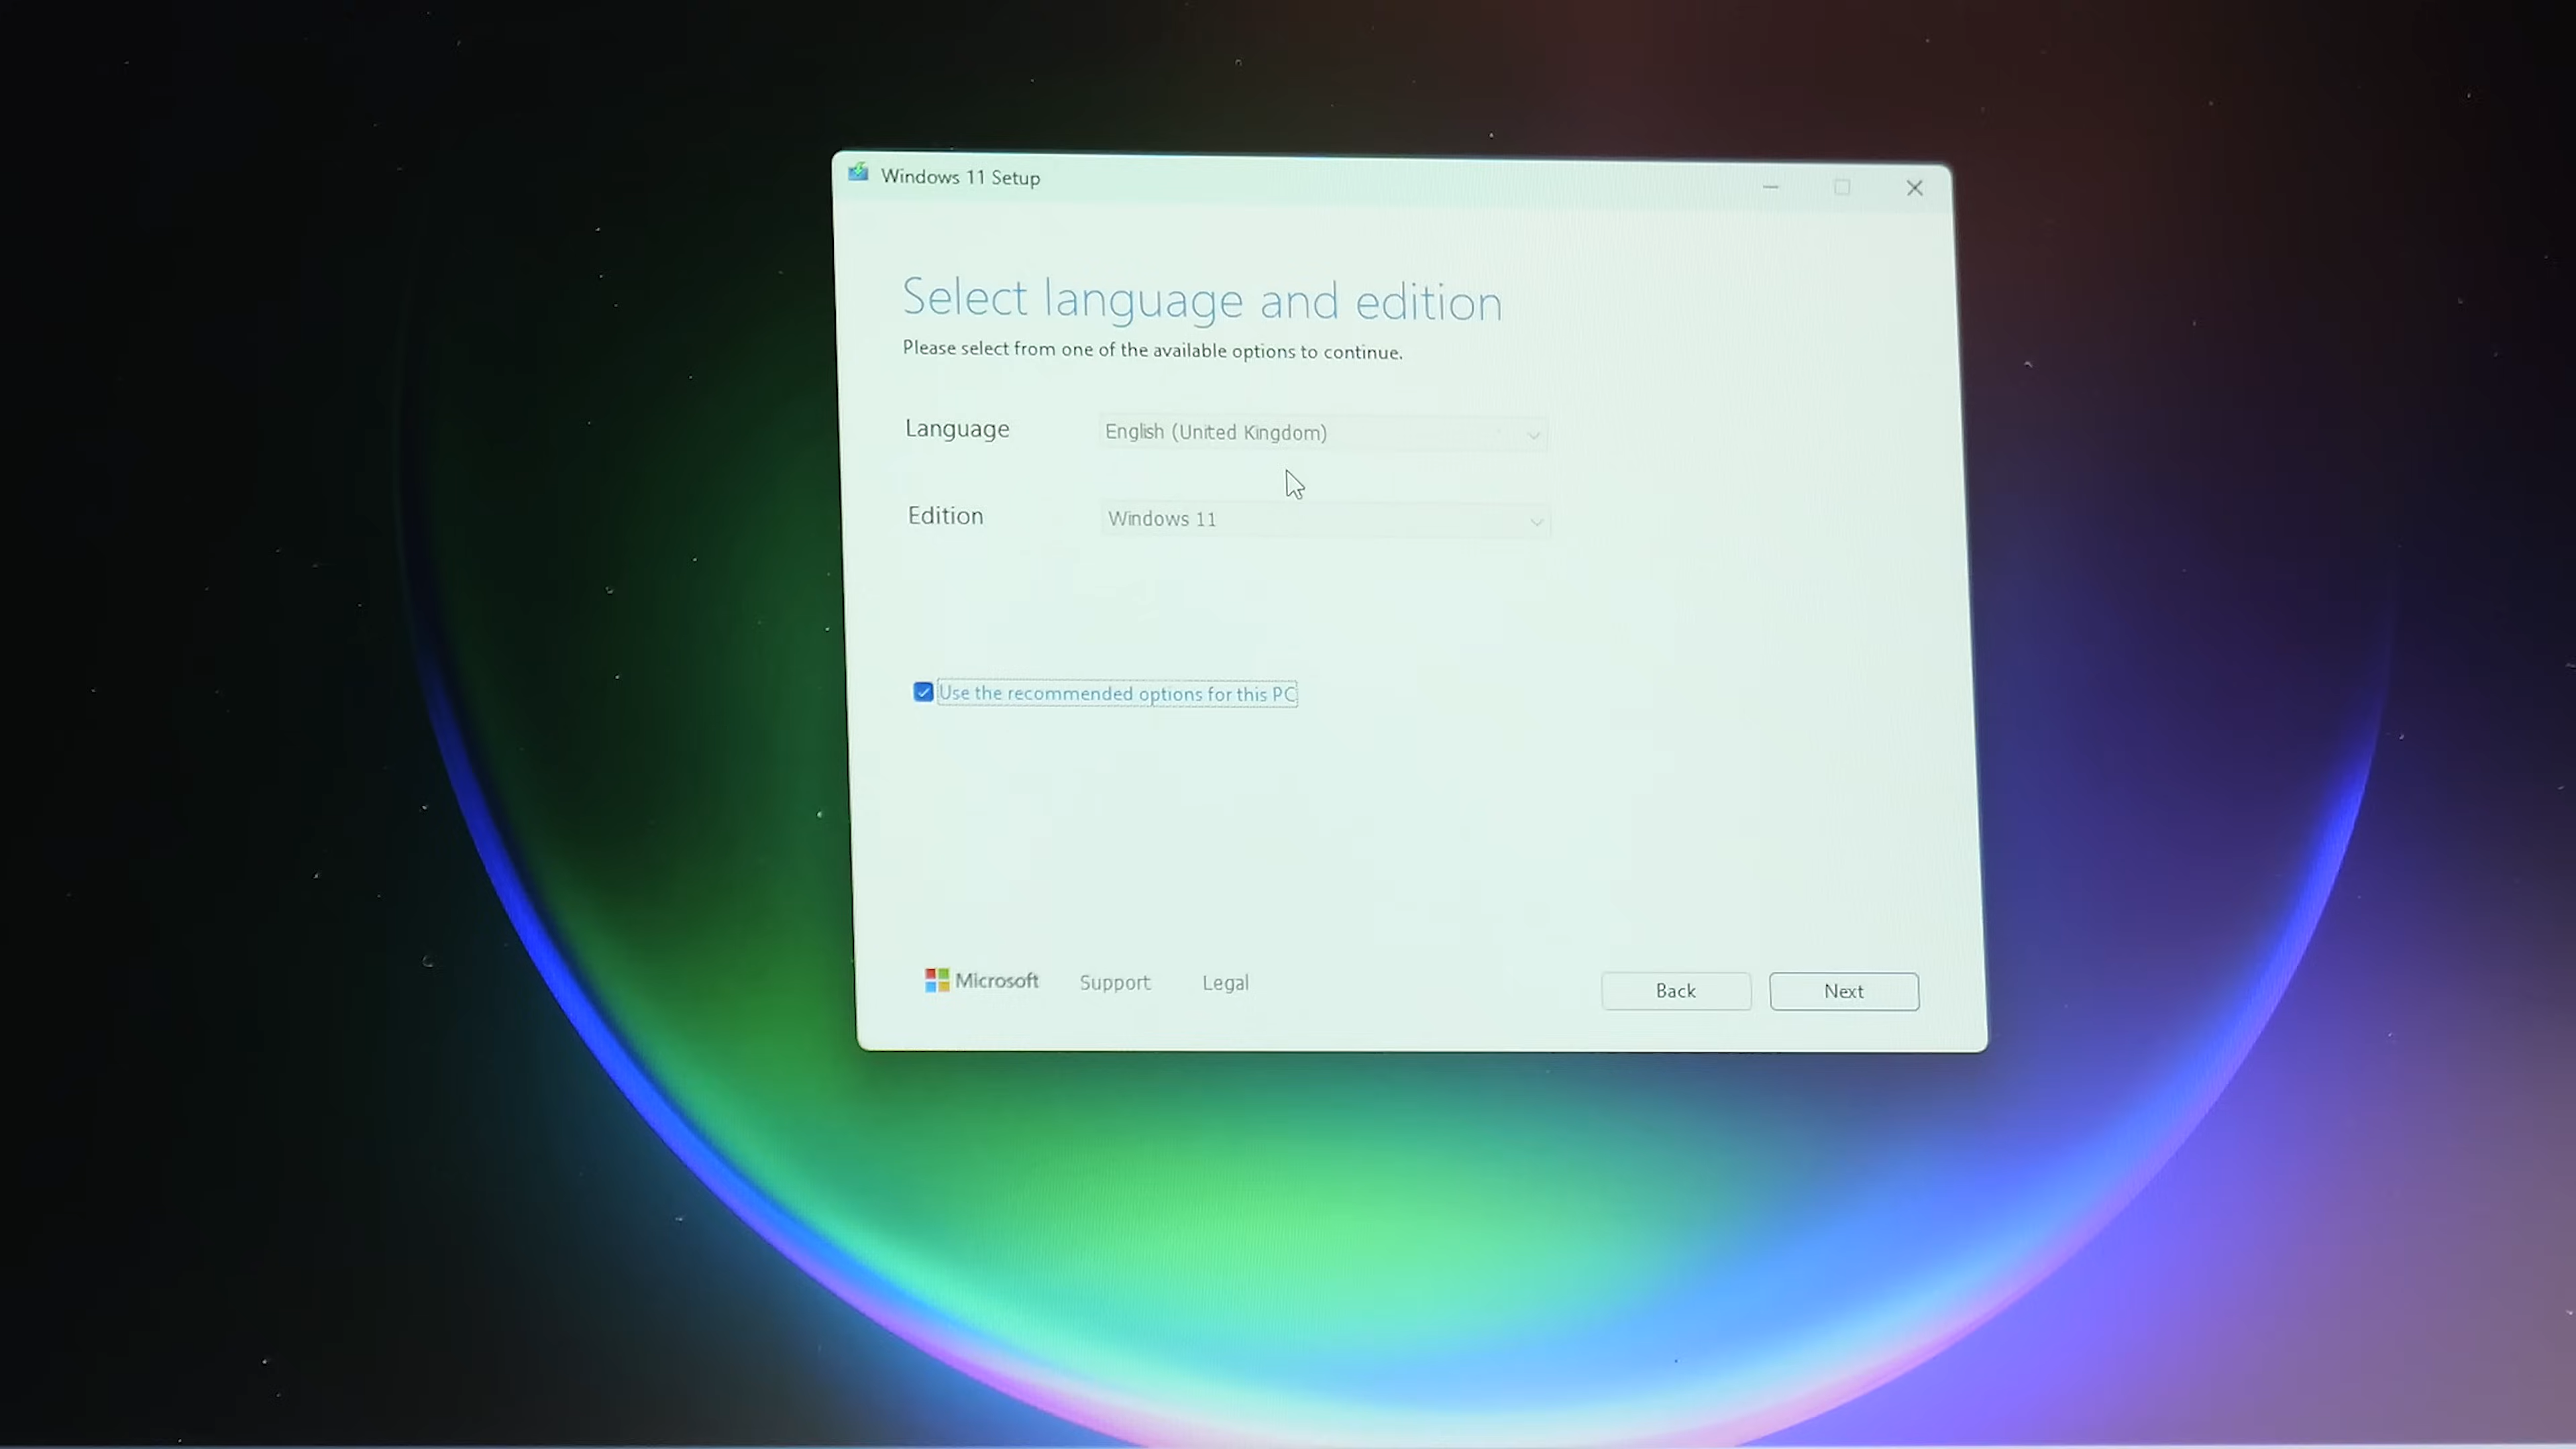 Windows 11 Setup
Select language and edition
Please select from one of the available options to continue.
Language English (United Kingdom)
Edition Windows 11
Use the recommended options for this PC
Microsoft Support Legal Back Next